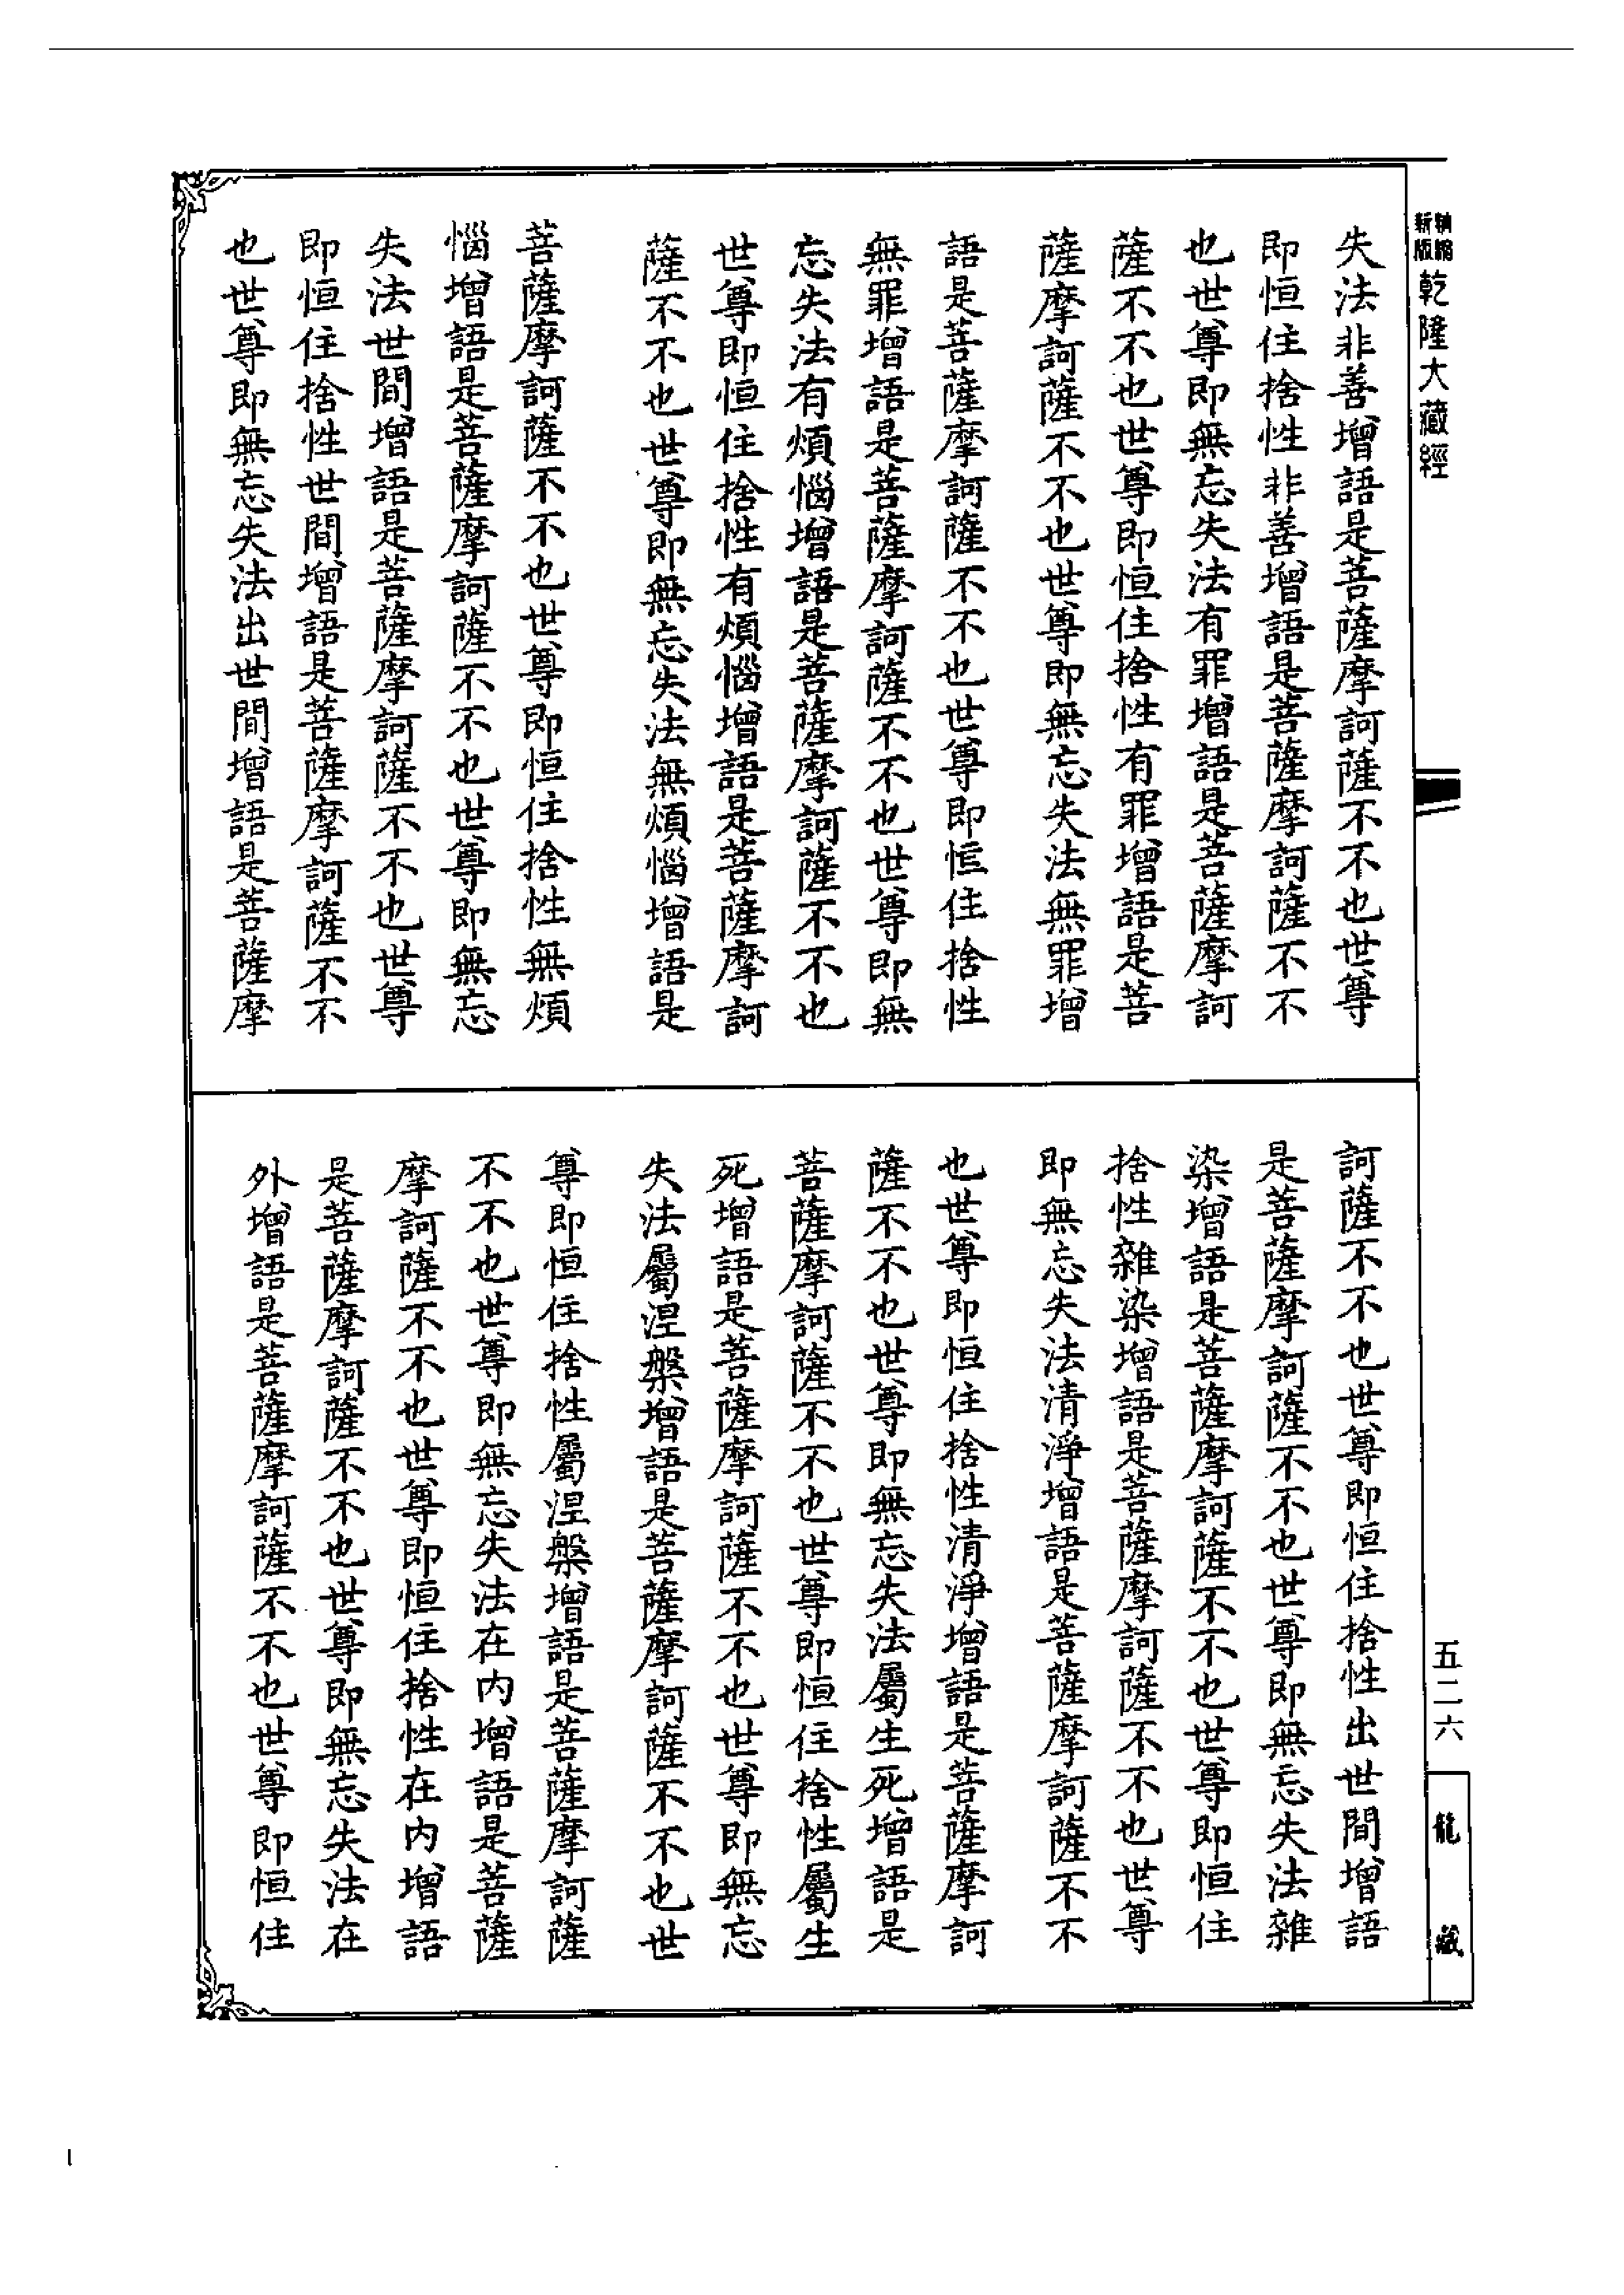 新版 精縮
乾隆大藏經
失法非善增語是菩薩摩訶薩不不也世尊
即恒住捨性非善增語是菩薩摩訶薩不不
也世尊即無忘失法有罪增語是菩薩摩訶
薩不不也世尊即恒住捨性有罪增語是菩
薩摩訶薩不不也世尊即無忘失法無罪增
語是菩薩摩訶薩不不也世尊即恒住捨性
無罪增語是菩薩摩訶薩不不也世尊即無
忘失法有煩惱增語是菩薩摩訶薩不不也
世尊即恒住捨性有煩惱增語是菩薩摩訶
薩不不也世尊即無忘失法無煩惱增語是
菩薩摩訶薩不不也世尊即恒住捨性無煩
惱增語是菩薩摩訶薩不不也世尊即無忘
失法世間增語是菩薩摩訶薩不不也世尊
即恒住捨性世間增語是菩薩摩訶薩不不
也世尊即無忘失法出世間增語是菩薩摩
訶薩不不也世尊即恒住捨性出世間增語
是菩薩摩訶薩不不也世尊即無忘失法雜
染增語是菩薩摩訶薩不不也世尊即恒住
捨性雜染增語是菩薩摩訶薩不不也世尊
即無忘失法清淨增語是菩薩摩訶薩不不
也世尊即恒住捨性清淨增語是菩薩摩訶
薩不不也世尊即無忘失法屬生死增語是
菩薩摩訶薩不不也世尊即恒住捨性屬生
死增語是菩薩摩訶薩不不也世尊即無忘
失法屬涅槃增語是菩薩摩訶薩不不也世
尊即恒住捨性屬涅槃增語是菩薩摩訶薩
不不也世尊即無忘失法在内增語是菩薩
摩訶薩不不也世尊即恒住捨性在内增語
是菩薩摩訶薩不不也世尊即無忘失法在
外增語是菩薩摩訶薩不不也世尊即恒住
五二六
龍藏